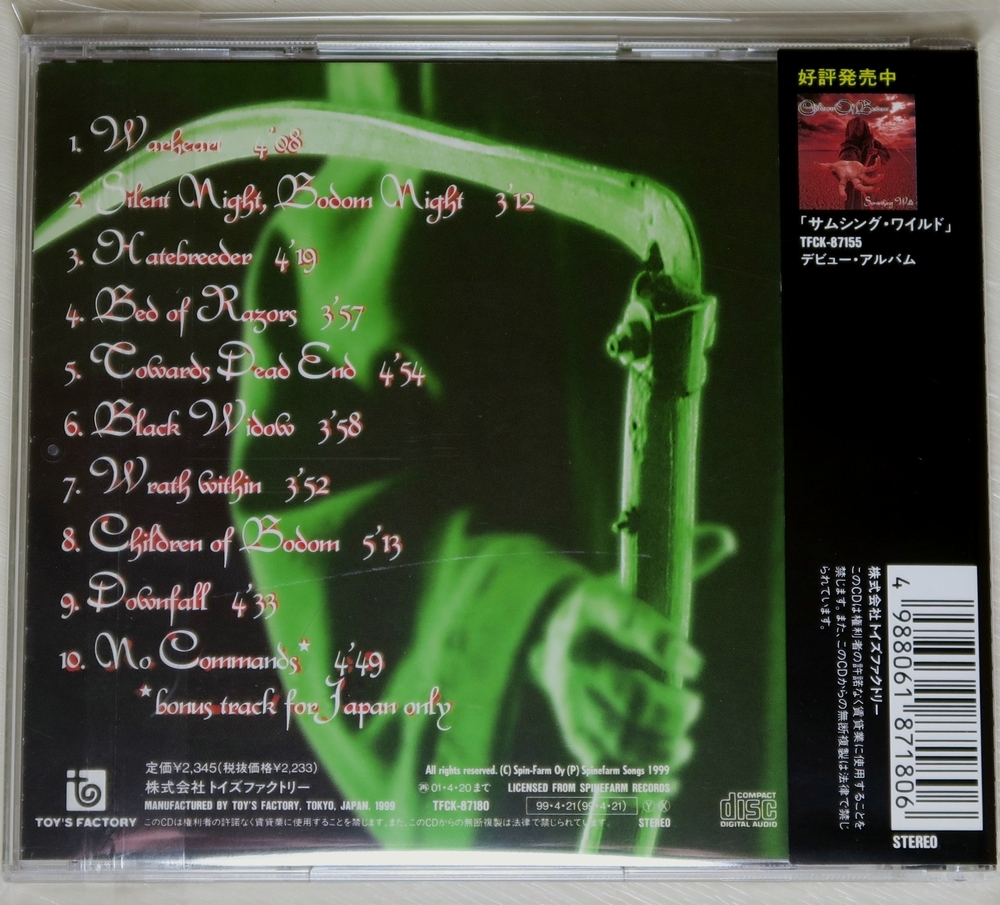 1. Warheart 4'08
2. Silent Night, Bodom Night 3'12
3. Hatebreeder 4'19
4. Bed of Razors 3'57
5. Towards Dead End 4'54
6. Black Widow 3'58
7. Wrath within 3'52
8. Children of Bodom 5'13
9. Downfall 4'33
10. No Commands* 4'49
*bonus track for Japan only
TOY'S FACTORY
定価¥2,345(税抜価格¥2,233)
株式会社トイズファクトリー
MANUFACTURED BY TOY'S FACTORY, TOKYO, JAPAN. 1999
このCDは権利者の許諾なく賃貸業に使用することを禁じます。また、このCDからの無断複製は法律で禁じられています。
All rights reserved. (C) Spin-Farm Oy (P) Spinefarm Songs 1999
再 01・4・20まで LICENSED FROM SPINEFARM RECORDS
TFCK-87180 99・4・21(99・4・21) Y X
STEREO
COMPACT
disc
DIGITAL AUDIO
好評発売中
Children Of Bodom
Something Wild
「サムシング・ワイルド」
TFCK-87155
デビュー・アルバム
株式会社トイズファクトリー
このCDは権利者の許諾なく賃貸業に使用することを
禁じます。また、このCDからの無断複製は法律で禁じ
られています。
4 988061 871806
STEREO